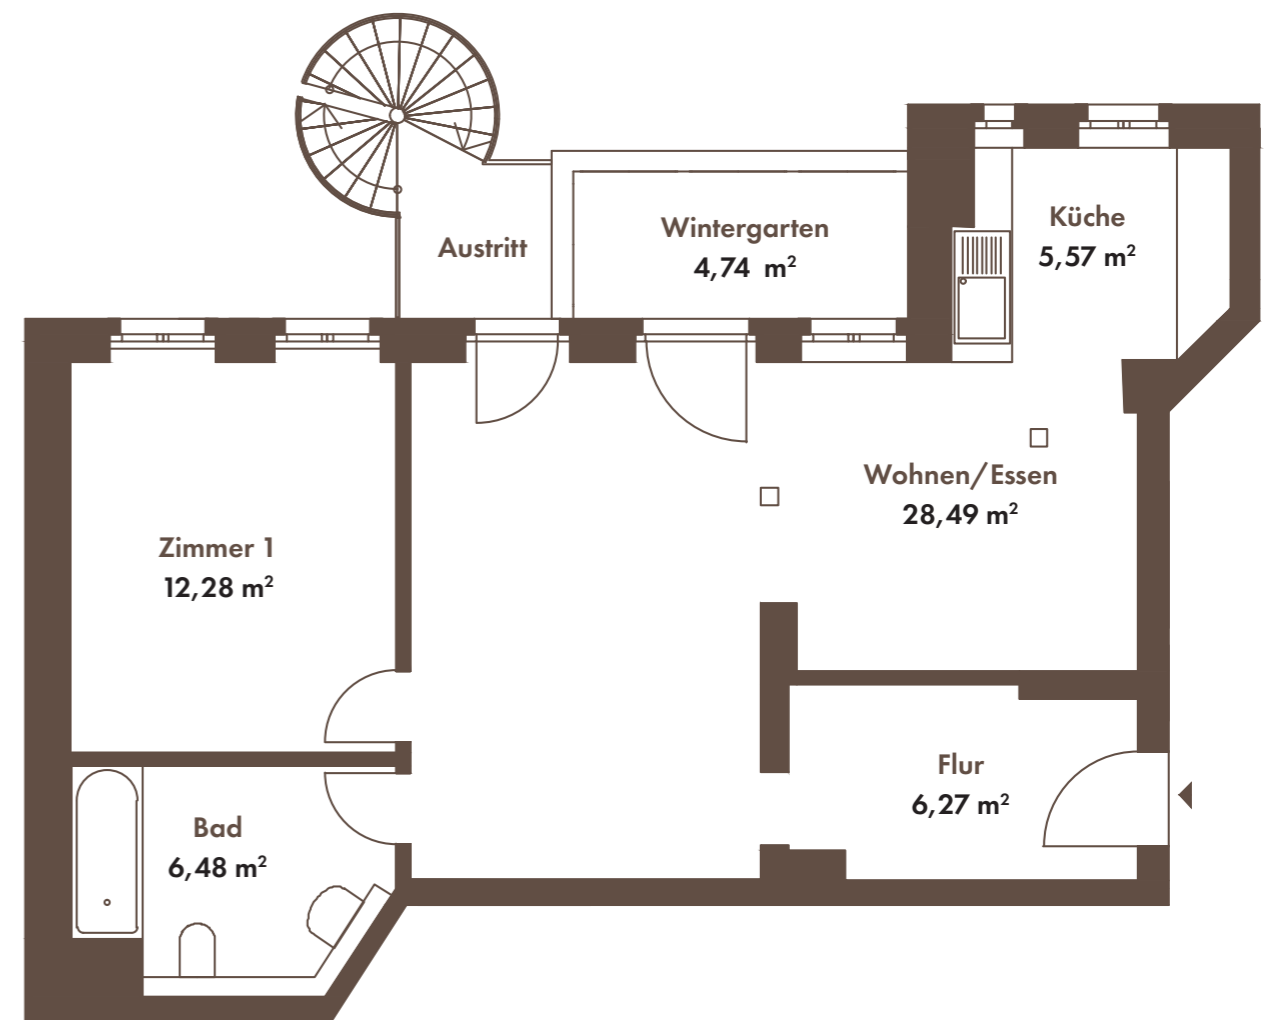 Austritt
Wintergarten
4,74 m²
Küche
5,57 m²
Wohnen/Essen
28,49 m²
Zimmer 1
12,28 m²
Flur
6,27 m²
Bad
6,48 m²